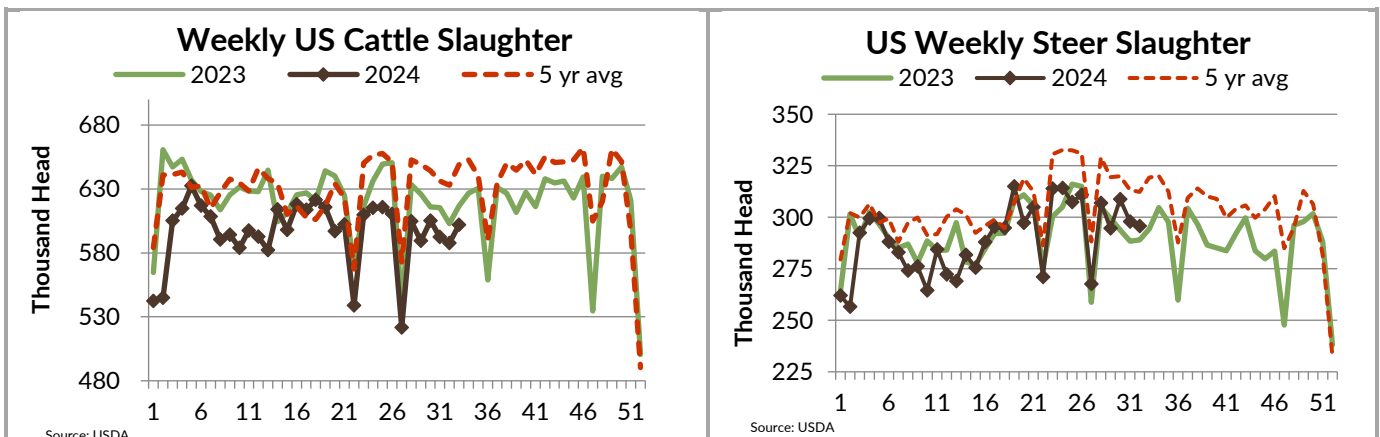 Weekly US Cattle Slaughter
2023 2024 5 yr avg
Thousand Head
680
630
580
530
480
1 6 11 16 21 26 31 36 41 46 51
Source: USDA
US Weekly Steer Slaughter
2023 2024 5 yr avg
Thousand Head
350
325
300
275
250
225
1 6 11 16 21 26 31 36 41 46 51
Source: USDA